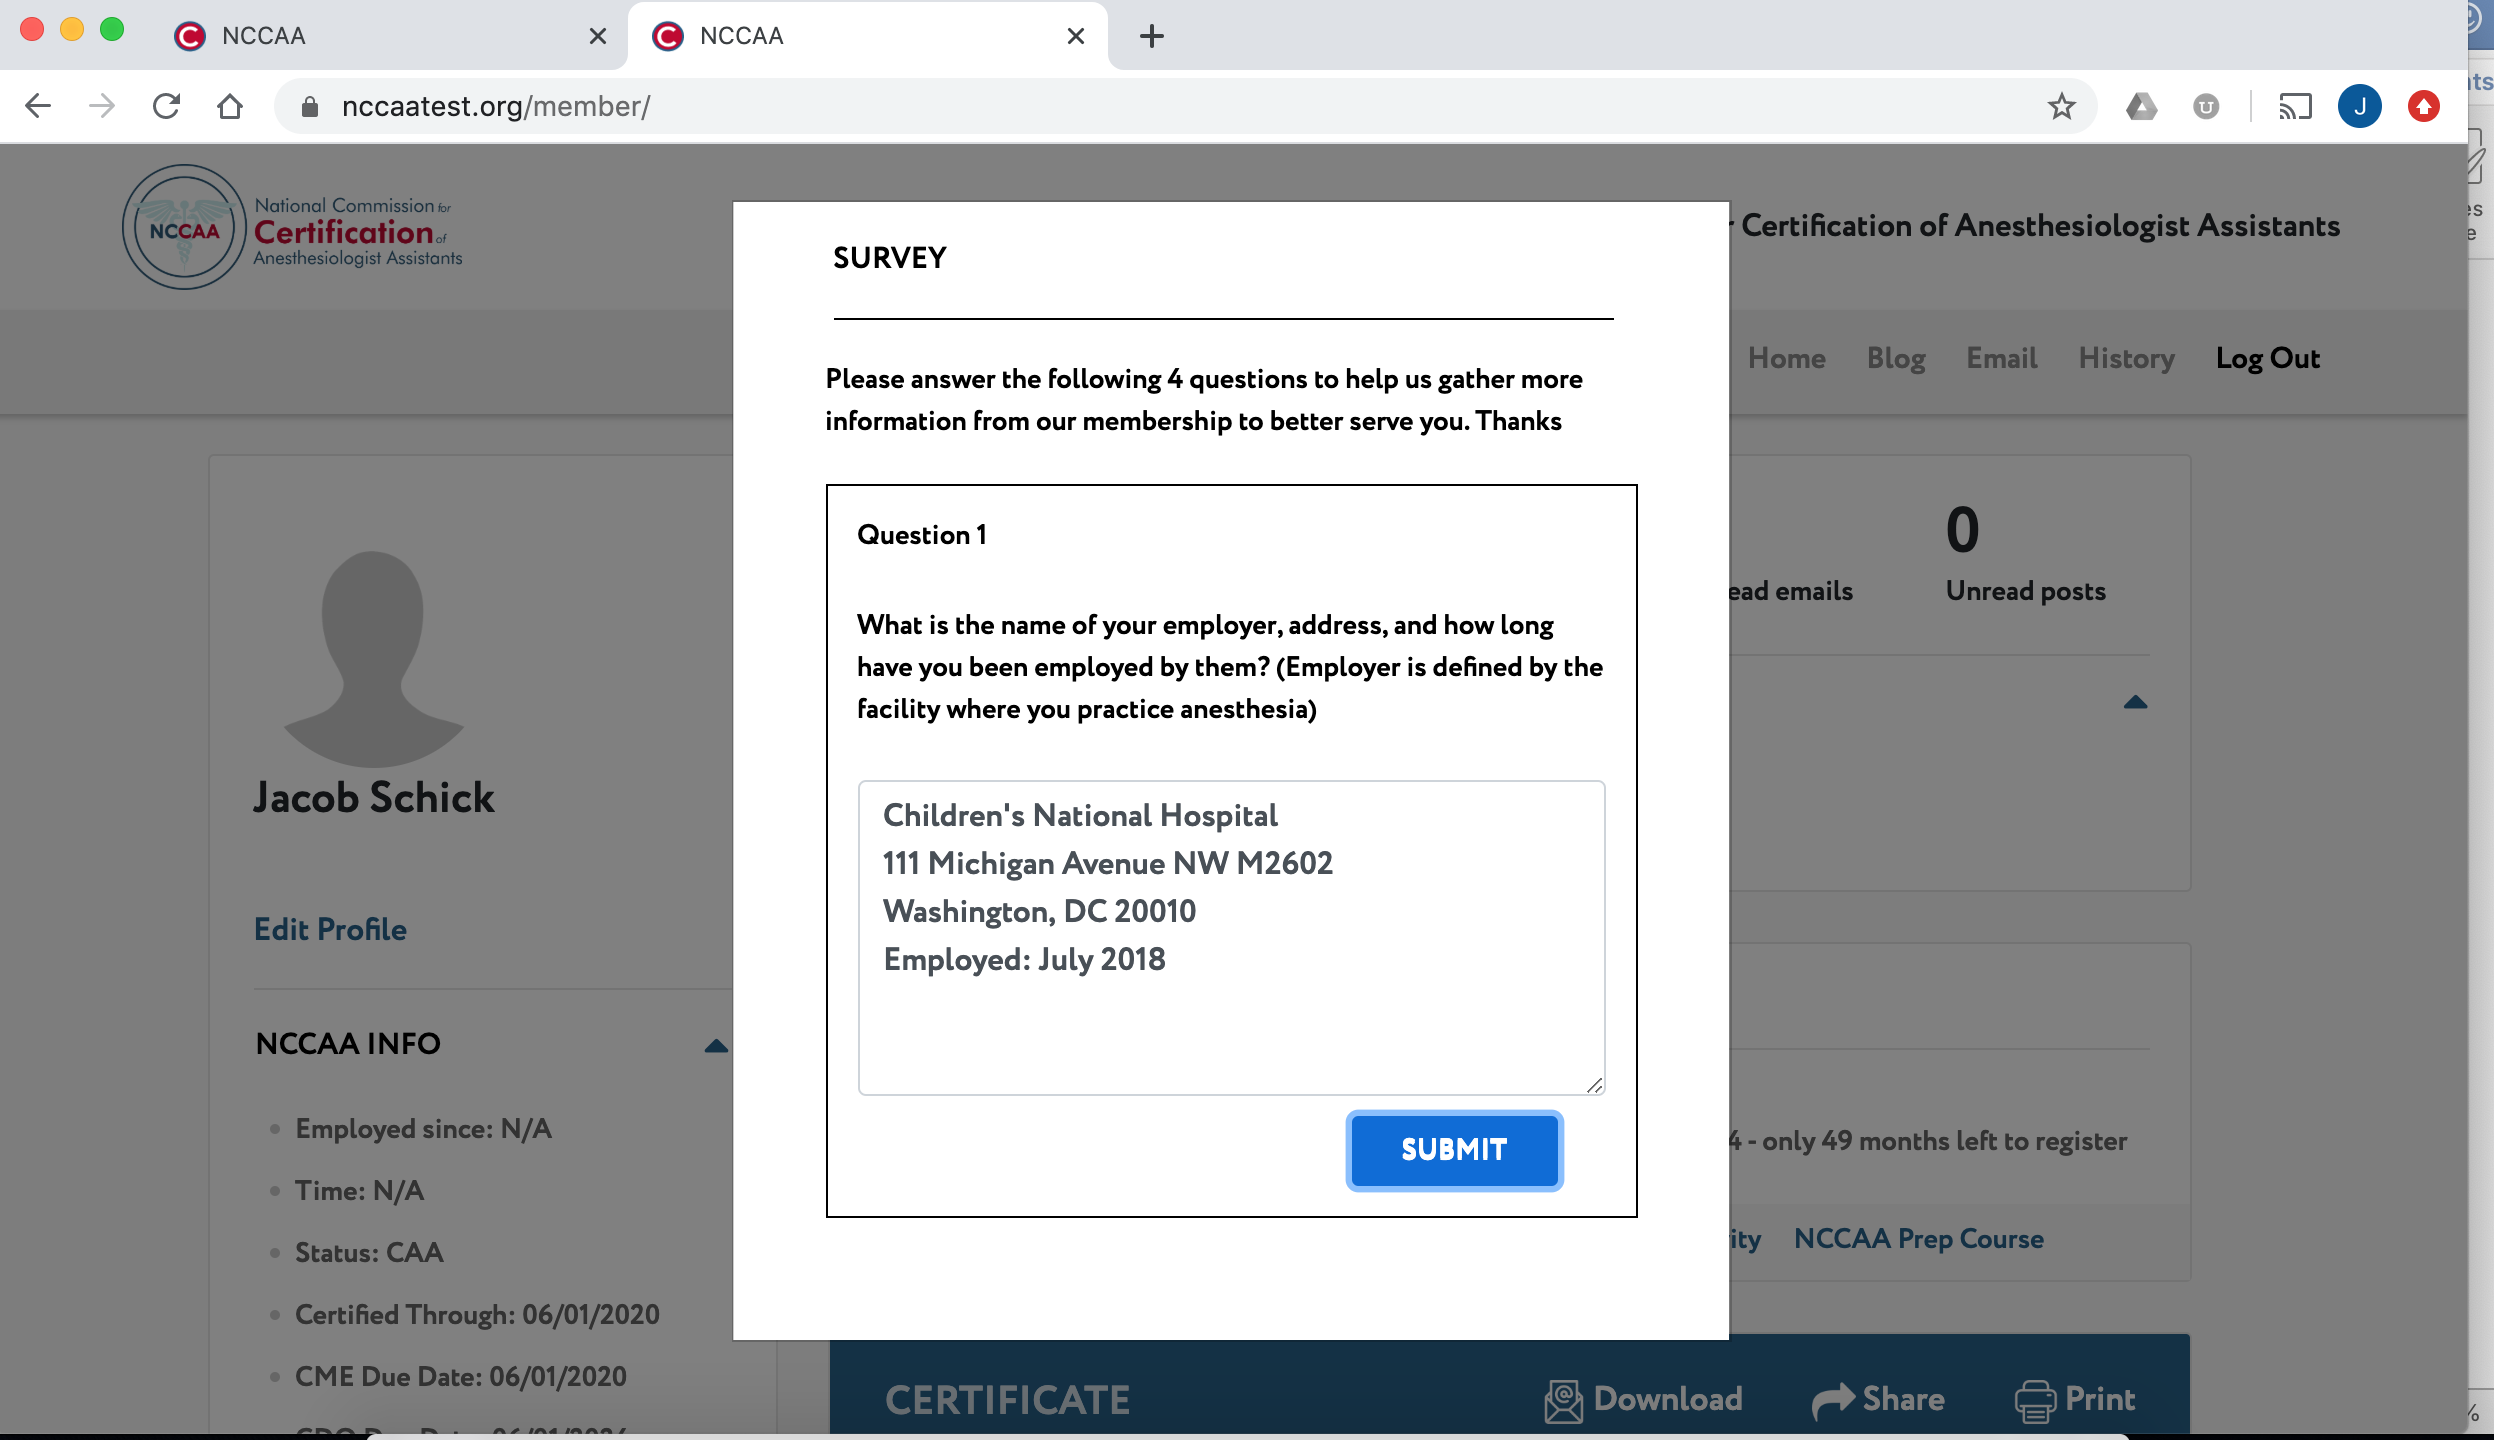 NCCAA
NCCAA
nccaatest.org/member/
J
NCCAA
National Commission for
Certification of
Anesthesiologist Assistants
Certification of Anesthesiologist Assistants
Home Blog Email History Log Out
SURVEY
Please answer the following 4 questions to help us gather more
information from our membership to better serve you. Thanks
Question 1
What is the name of your employer, address, and how long
have you been employed by them? (Employer is defined by the
facility where you practice anesthesia)
Children's National Hospital
111 Michigan Avenue NW M2602
Washington, DC 20010
Employed: July 2018
SUBMIT
Jacob Schick
Edit Profile
NCCAA INFO
Employed since: N/A
Time: N/A
Status: CAA
Certified Through: 06/01/2020
CME Due Date: 06/01/2020
0
emails
Unread posts
4 - only 49 months left to register
NCCAA Prep Course
CERTIFICATE
Download Share Print